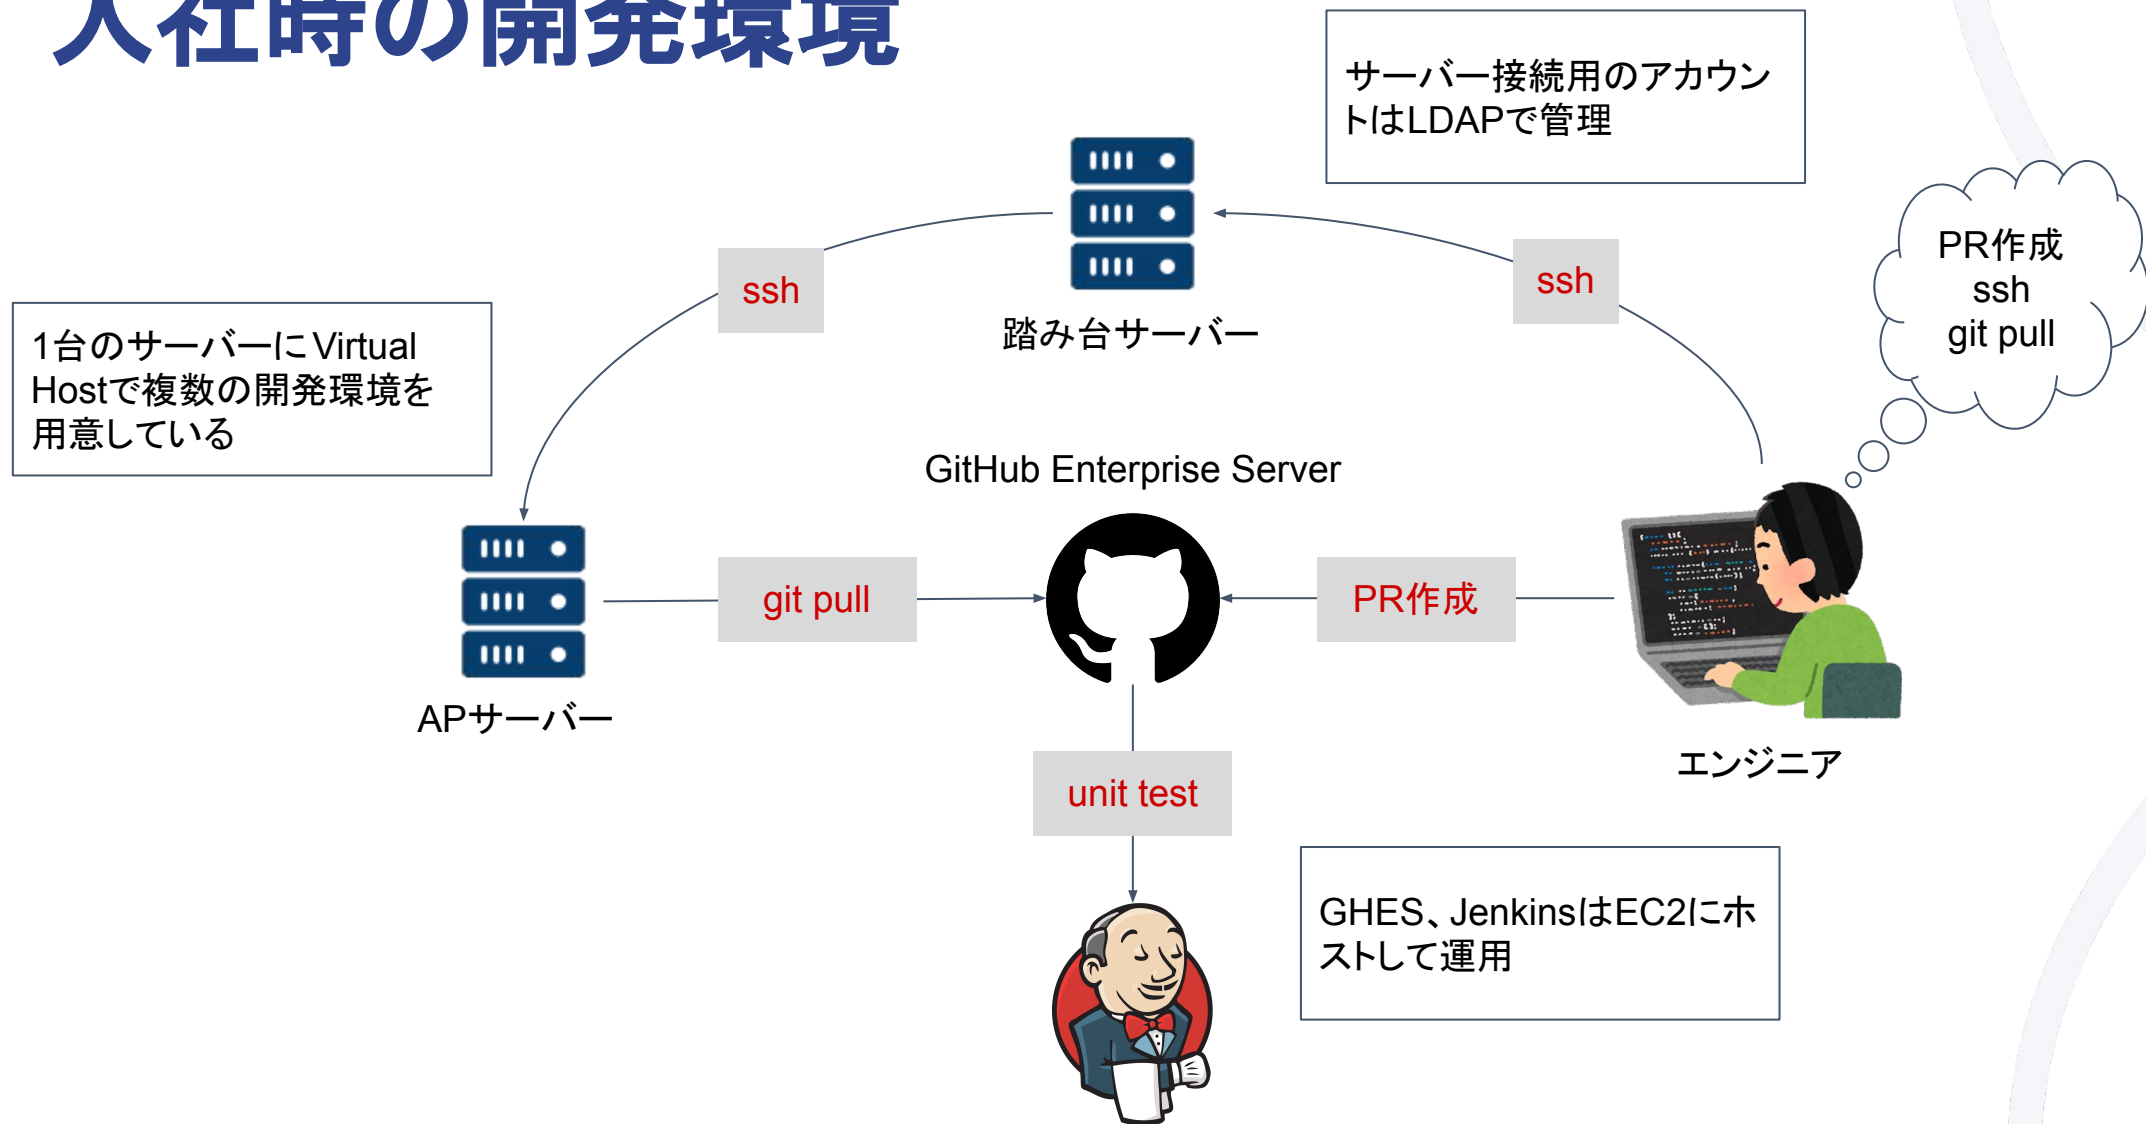 入社時の開発環境
サーバー接続用のアカウン
トはLDAPで管理
PR作成
ssh
git pull
ssh
ssh
踏み台サーバー
1台のサーバーにVirtual
Hostで複数の開発環境を
用意している
GitHub Enterprise Server
git pull
PR作成
APサーバー
エンジニア
unit test
GHES、JenkinsはEC2にホ
ストして運用